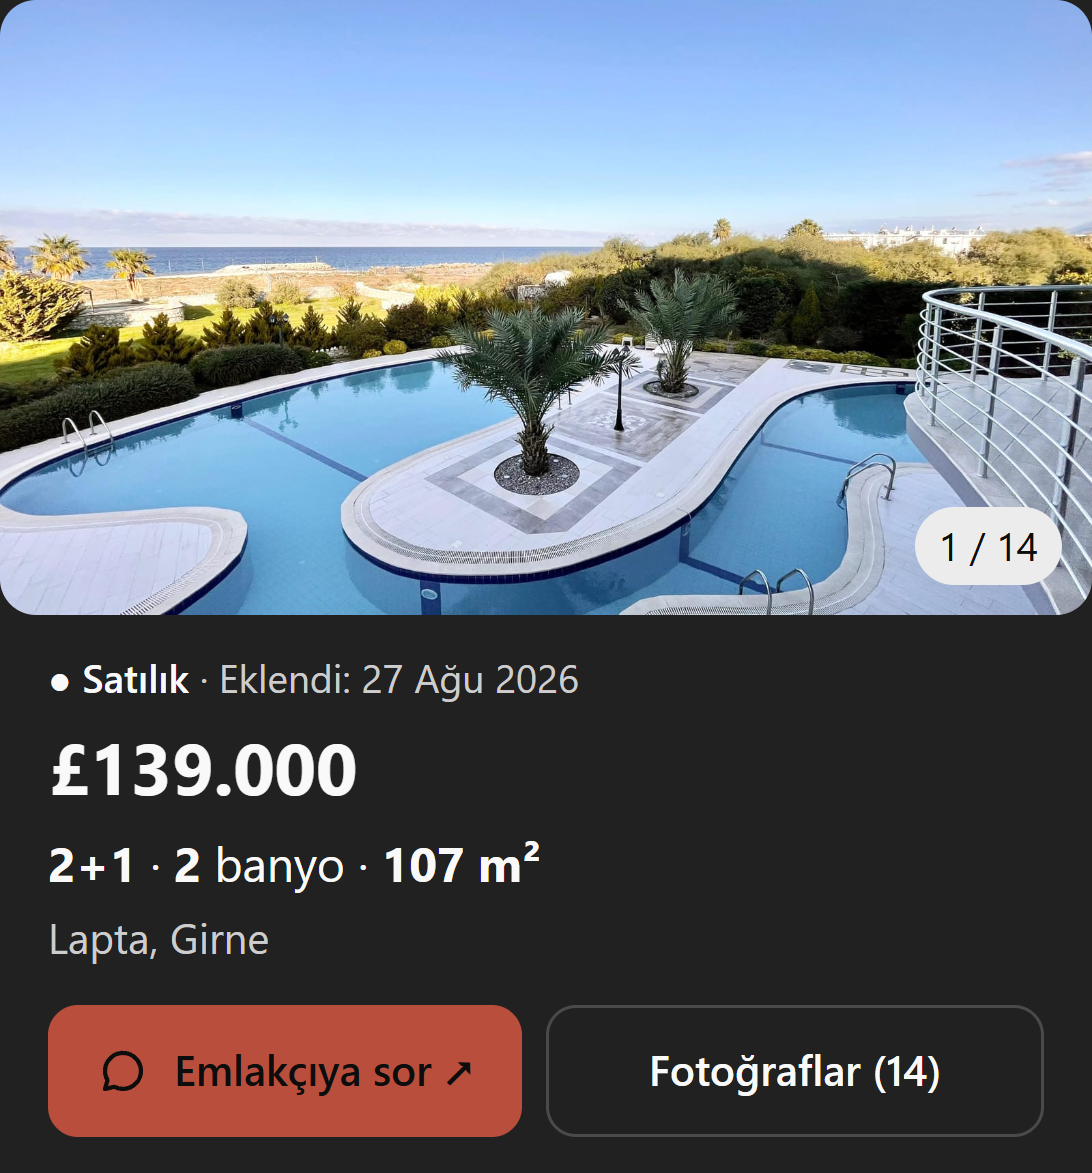 1 / 14
● Satılık · Eklendi: 27 Ağu 2026
£139.000
2+1 · 2 banyo · 107 m²
Lapta, Girne
Emlakçıya sor ↗
Fotoğraflar (14)